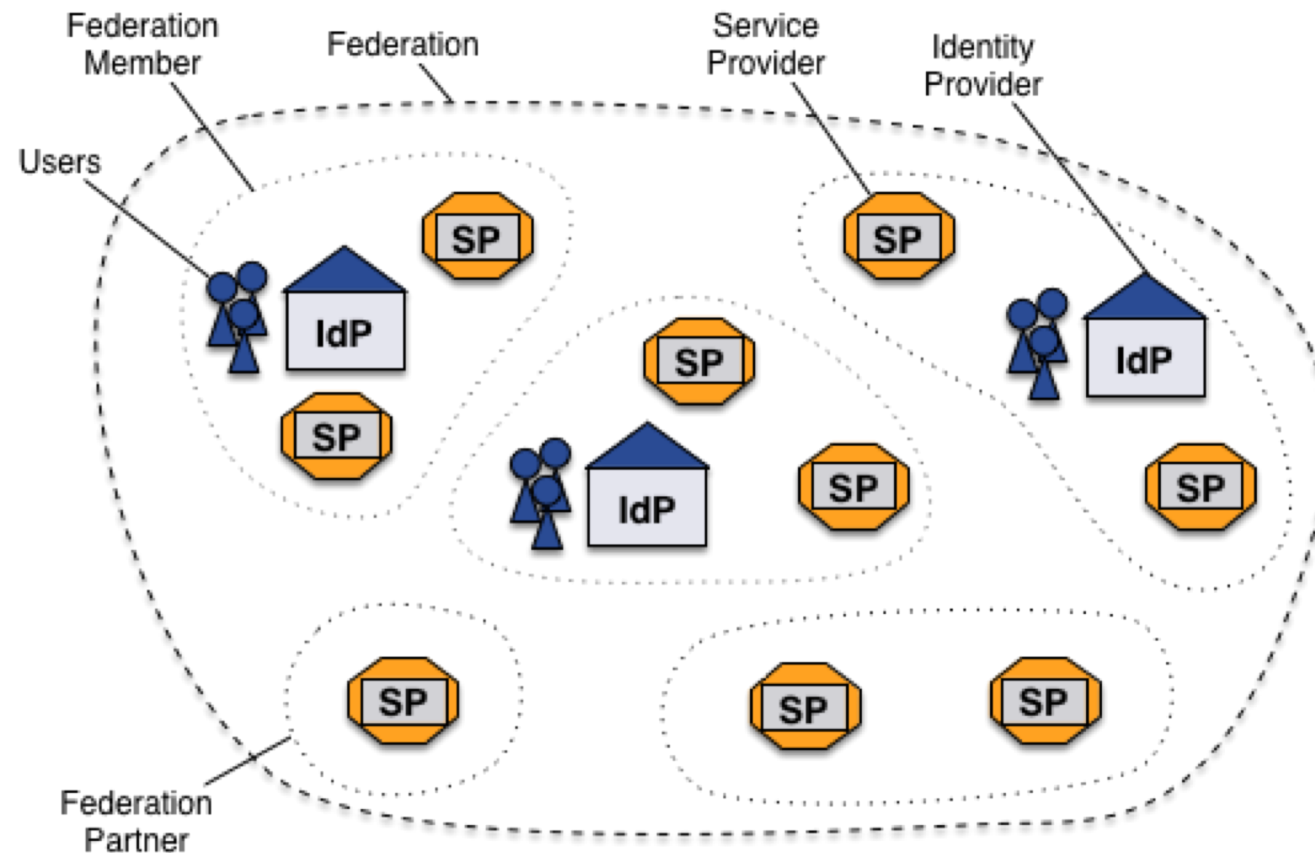 Federation
Member
Federation
Service
Provider
Identity
Provider
Users
SP
SP
IdP
IdP
SP
SP
IdP
SP
SP
SP
SP
SP
Federation
Partner